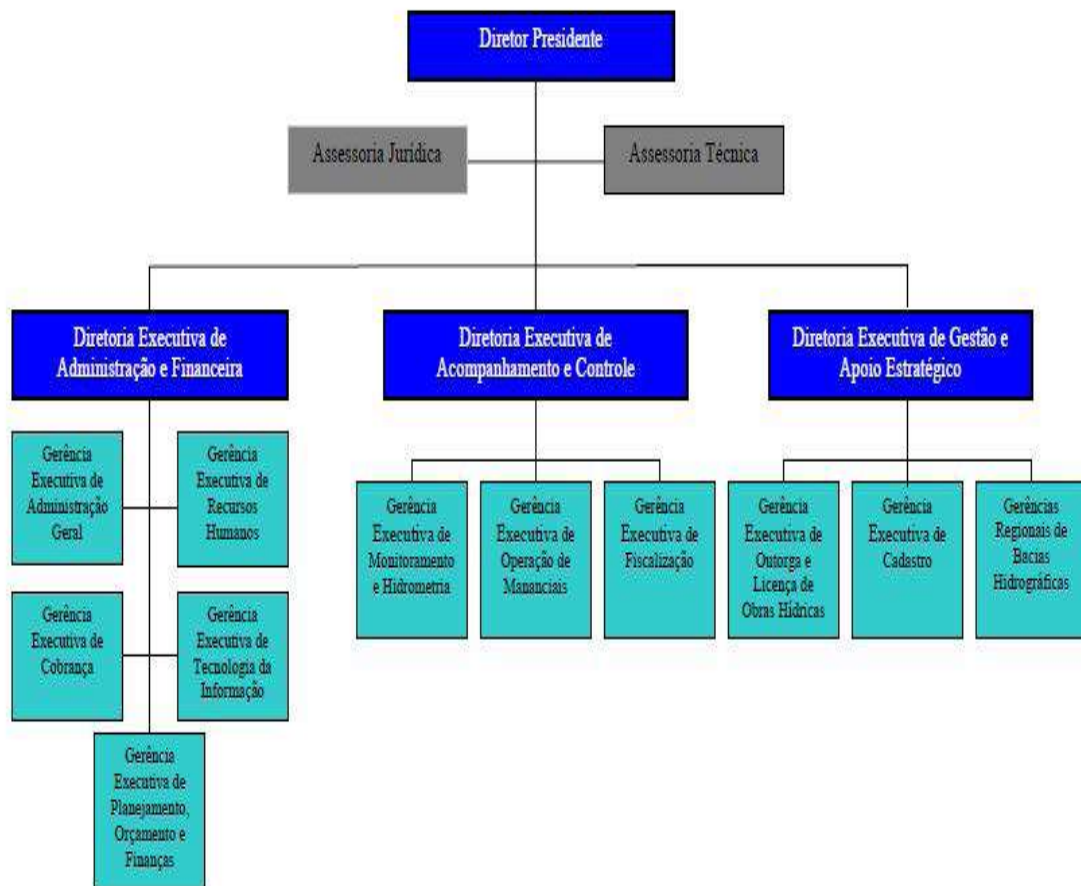 Diretor Presidente
Assessoria Jurídica
Assessoria Técnica
Diretoria Executiva de
Administração e Financeira
Diretoria Executiva de
Acompanhamento e Controle
Diretoria Executiva de Gestão e
Apoio Estratégico
Gerência
Executiva de
Administração
Geral
Gerência
Executiva de
Recursos
Humanos
Gerência
Executiva de
Cobrança
Gerência
Executiva de
Tecnologia da
Informação
Gerência
Executiva de
Planejamento,
Orçamento e
Finanças
Gerência
Executiva de
Monitoramento
e Hidrometria
Gerência
Executiva de
Operação de
Mananciais
Gerência
Executiva de
Fiscalização
Gerência
Executiva de
Outorga e
Licença de
Obras Hídricas
Gerência
Executiva de
Cadastro
Gerências
Regionais de
Bacias
Hidrográficas